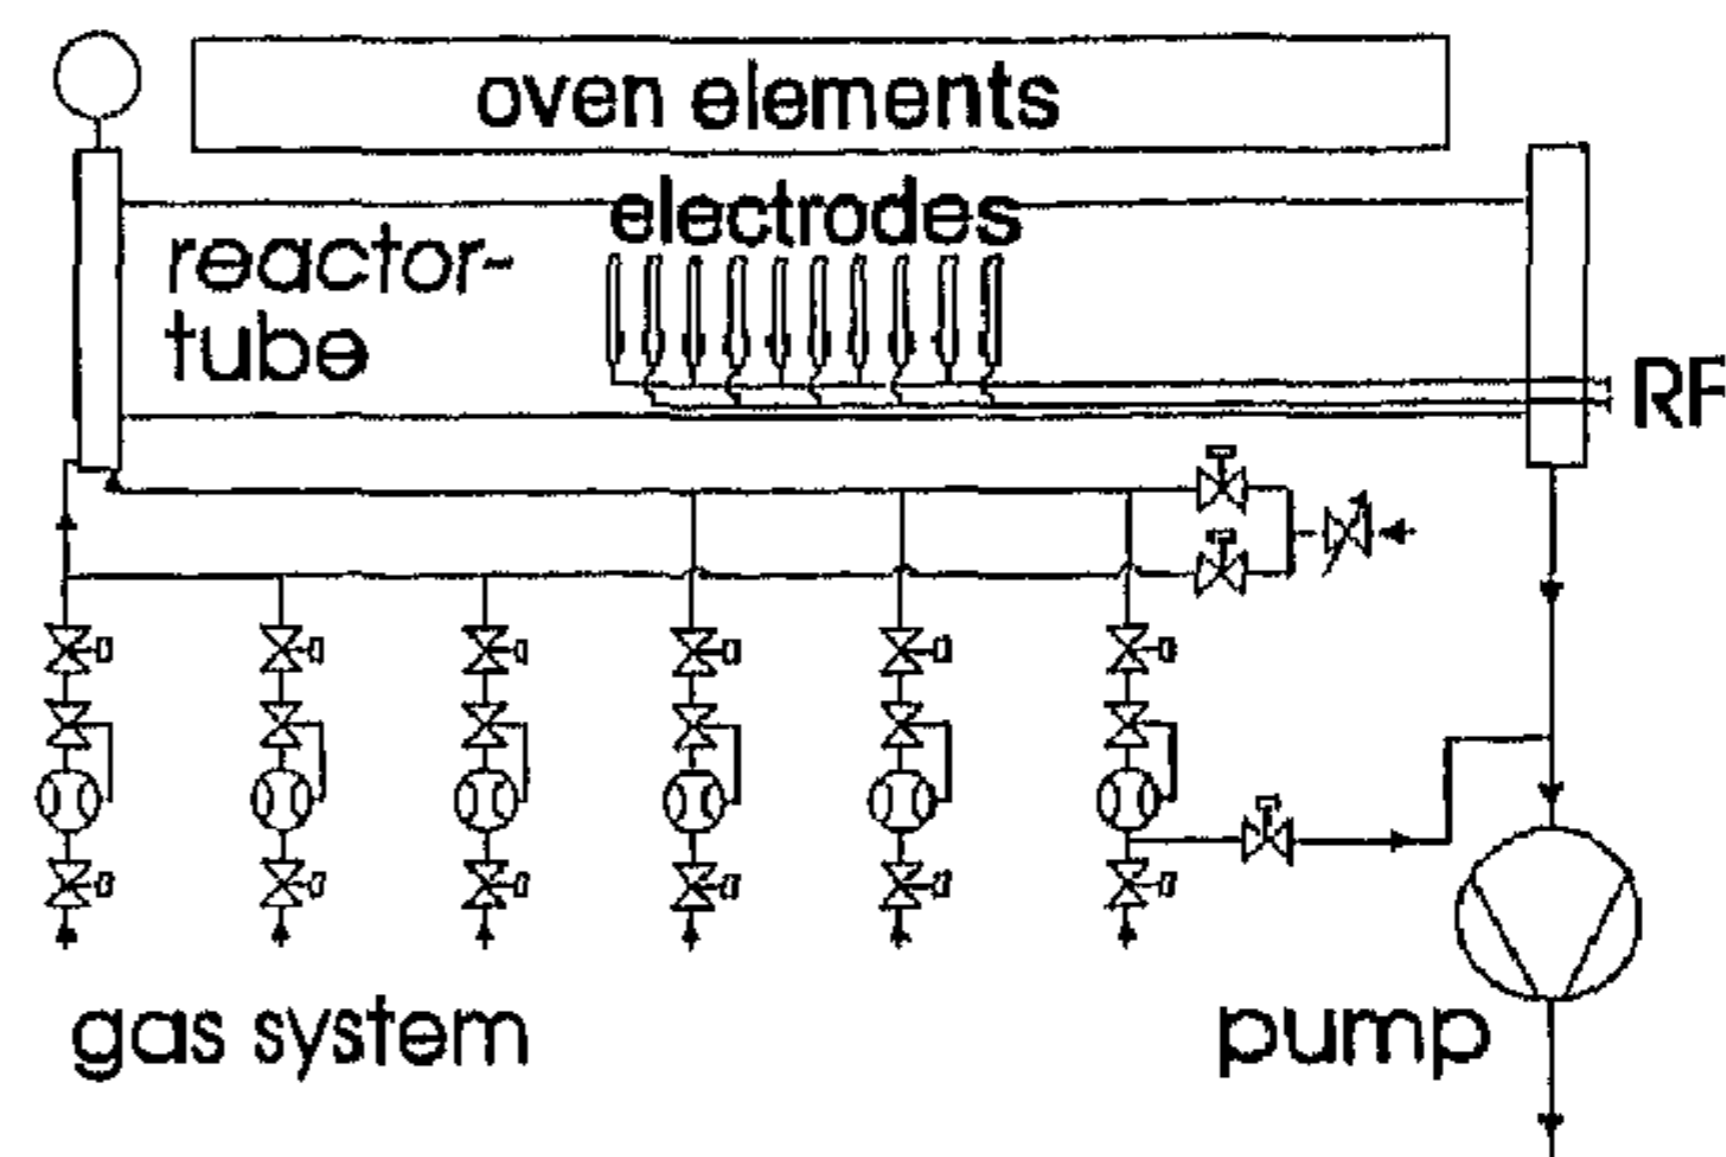 oven elements
electrodes
reactor-
tube
RF
gas system
pump